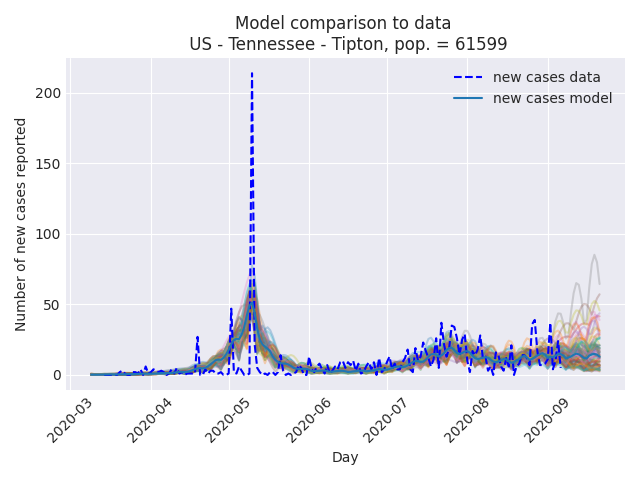 Model comparison to data
US - Tennessee - Tipton, pop. = 61599
new cases data
new cases model
Number of new cases reported
200
150
100
50
0
2020-03
2020-04
2020-05
2020-06
2020-07
2020-08
2020-09
Day